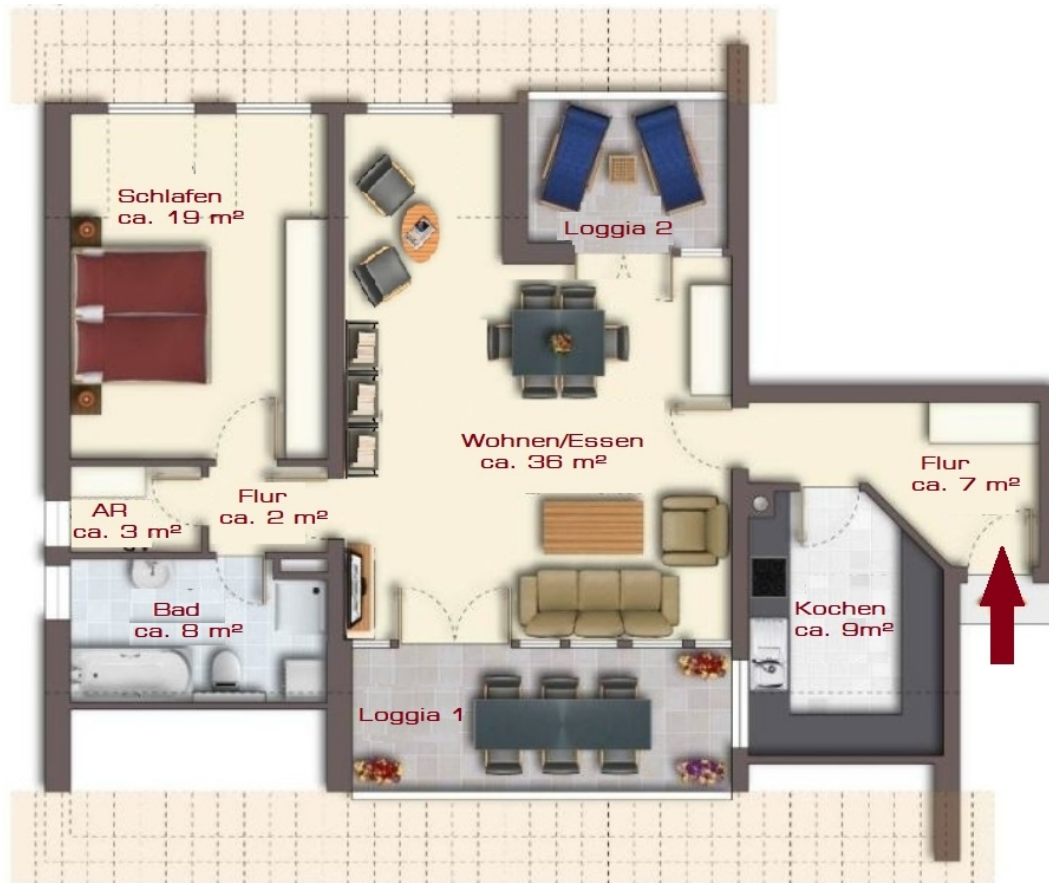 Schlafen
ca. 19 m²
Loggia 2
Wohnen/Essen
ca. 36 m²
Flur
ca. 7 m²
AR
ca. 3 m²
Flur
ca. 2 m²
Bad
ca. 8 m²
Kochen
ca. 9m²
Loggia 1